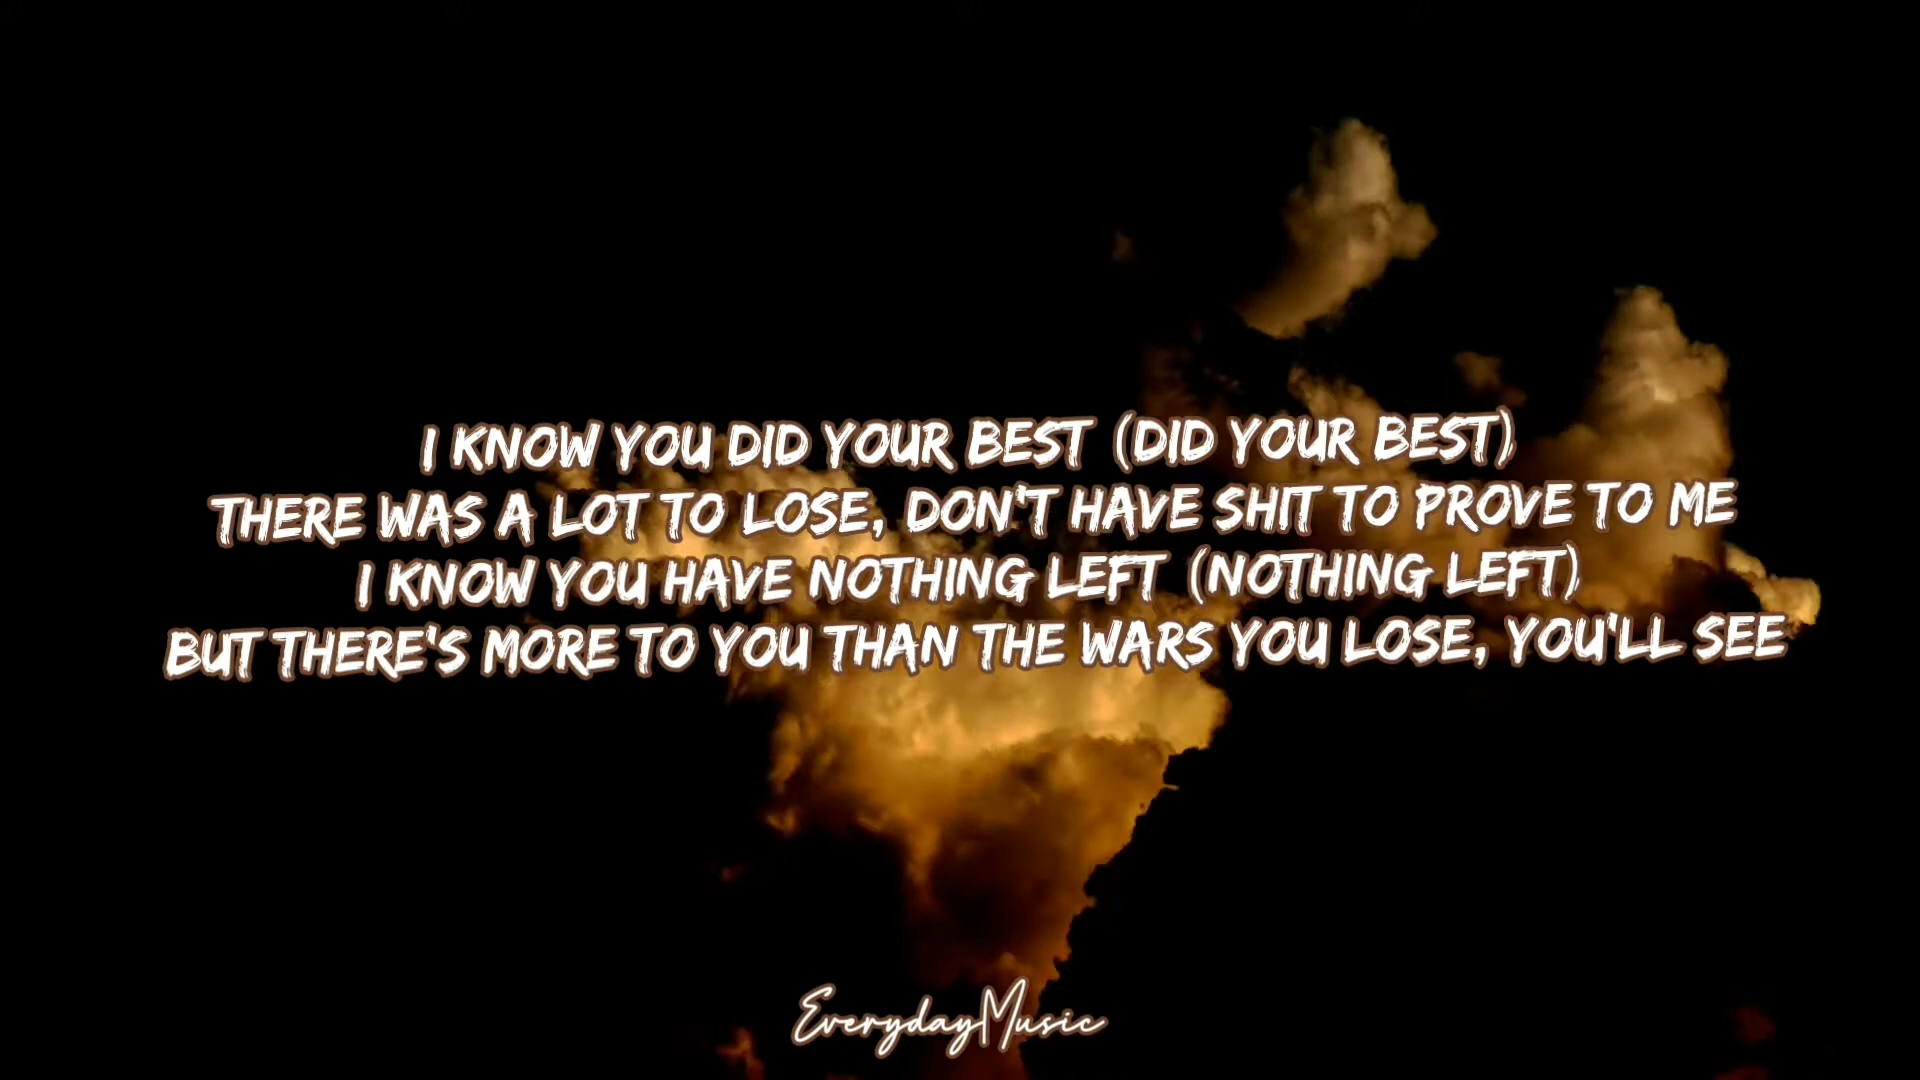 I KNOW YOU DID YOUR BEST (DID YOUR BEST)
THERE WAS A LOT TO LOSE, DON'T HAVE SHIT TO PROVE TO ME
I KNOW YOU HAVE NOTHING LEFT (NOTHING LEFT)
BUT THERE'S MORE TO YOU THAN THE WARS YOU LOSE, YOU'LL SEE
EverydayMusic